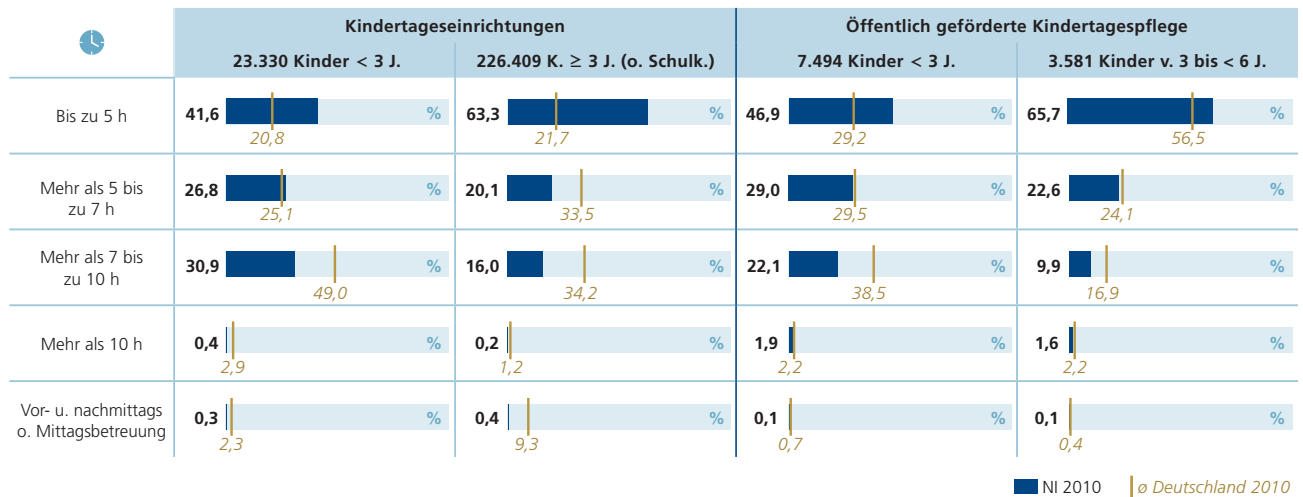 Kindertageseinrichtungen Öffentlich geförderte Kindertagespflege
23.330 Kinder < 3 J. 226.409 K. ≥ 3 J. (o. Schulk.) 7.494 Kinder < 3 J. 3.581 Kinder v. 3 bis < 6 J.
Bis zu 5 h 41,6 % 63,3 % 46,9 % 65,7 %
20,8 21,7 29,2 56,5
Mehr als 5 bis
zu 7 h 26,8 % 20,1 % 29,0 % 22,6 %
25,1 33,5 29,5 24,1
Mehr als 7 bis
zu 10 h 30,9 % 16,0 % 22,1 % 9,9 %
49,0 34,2 38,5 16,9
Mehr als 10 h 0,4 % 0,2 % 1,9 % 1,6 %
2,9 1,2 2,2 2,2
Vor- u. nachmittags
o. Mittagsbetreuung 0,3 % 0,4 % 0,1 % 0,1 %
2,3 9,3 0,7 0,4
NI 2010 ø Deutschland 2010